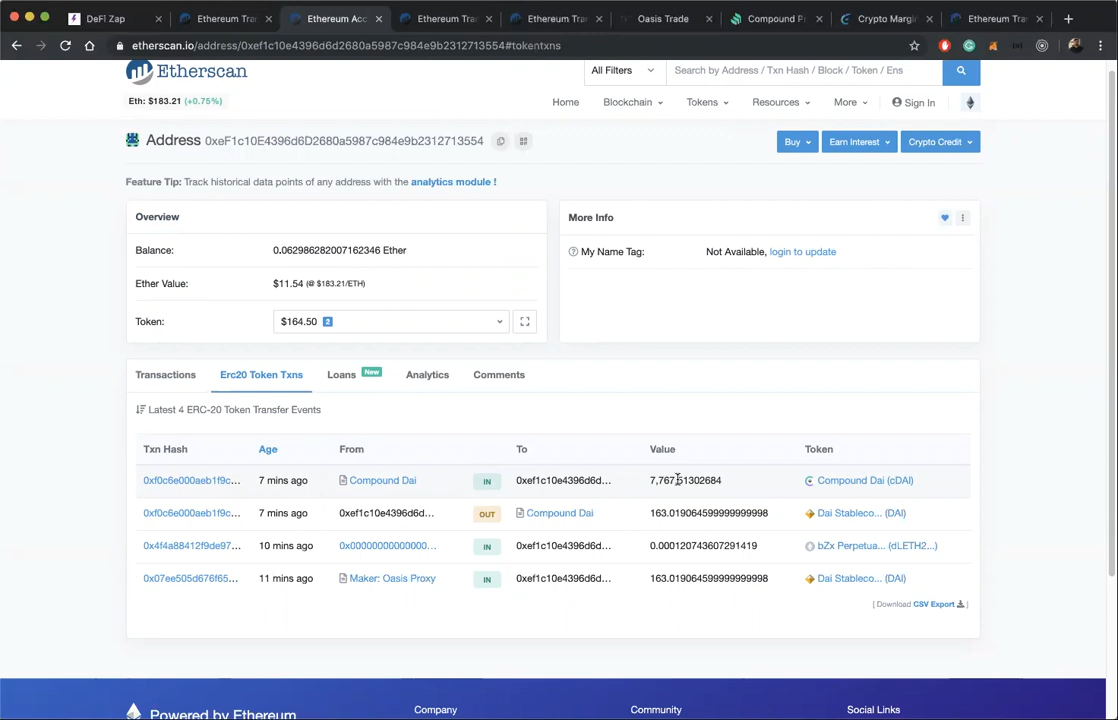 DeFi Zap
Ethereum Tra
Ethereum Acc
Ethereum Tra
Ethereum Tra
Oasis Trade
Compound P
Crypto Margi
Ethereum Tra
etherscan.io/address/0xef1c10e4396d6d2680a5987c984e9b2312713554#tokentxns
Etherscan
All Filters
Search by Address / Txn Hash / Block / Token / Ens
Eth: $183.21 (+0.75%)
Home
Blockchain
Tokens
Resources
More
Sign In
Address 0xeF1c10E4396d6D2680a5987c984e9b2312713554
Buy
Earn Interest
Crypto Credit
Feature Tip: Track historical data points of any address with the analytics module !
Overview
Balance: 0.062986282007162346 Ether
Ether Value: $11.54 (@ $183.21/ETH)
Token: $164.50 2
More Info
My Name Tag: Not Available, login to update
Transactions
Erc20 Token Txns
Loans New
Analytics
Comments
Latest 4 ERC-20 Token Transfer Events
Txn Hash Age From To Value Token
0xf0c6e000aeb1f9c... 7 mins ago Compound Dai IN 0xef1c10e4396d6d... 7,767.51302684 Compound Dai (cDAI)
0xf0c6e000aeb1f9c... 7 mins ago 0xef1c10e4396d6d... OUT Compound Dai 163.019064599999999998 Dai Stableco... (DAI)
0x4f4a88412f9de97... 10 mins ago 0x00000000000000... IN 0xef1c10e4396d6d... 0.000120743607291419 bZx Perpetua... (dLETH2...)
0x07ee505d676f65... 11 mins ago Maker: Oasis Proxy IN 0xef1c10e4396d6d... 163.019064599999999998 Dai Stableco... (DAI)
[ Download CSV Export ]
Powered by Ethereum
Company
Community
Social Links